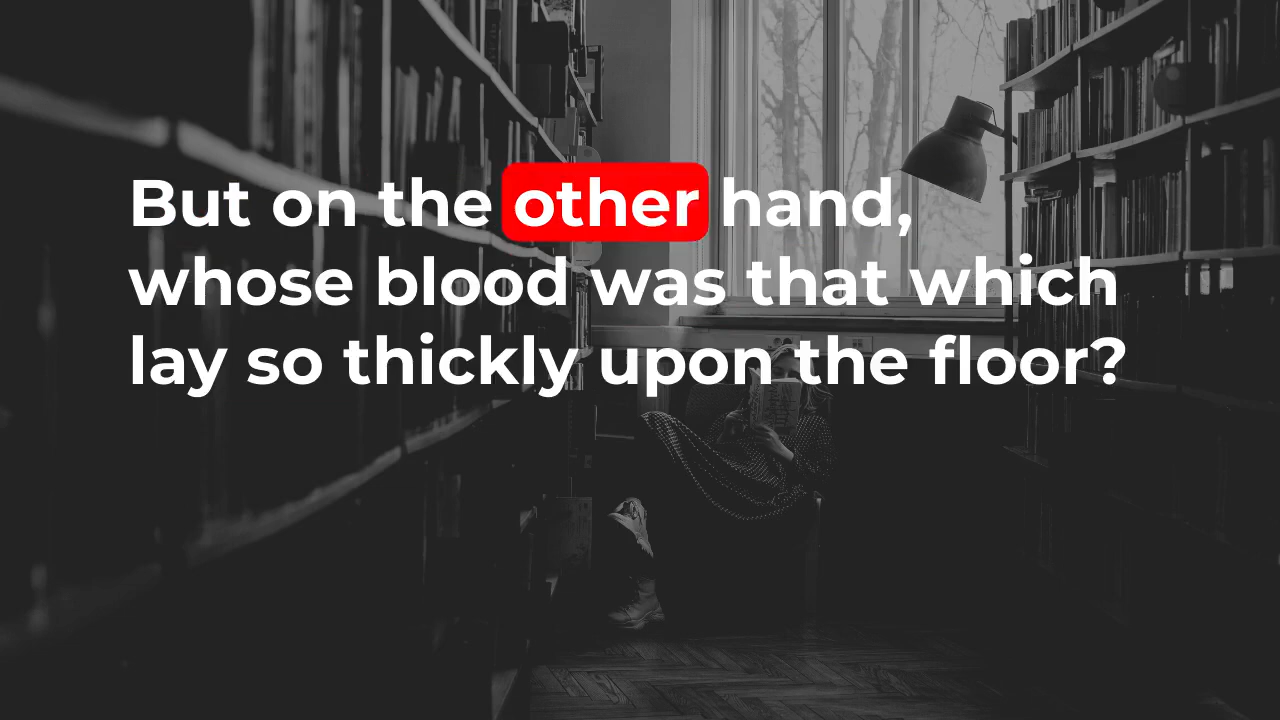 But on the other hand,
whose blood was that which
lay so thickly upon the floor?